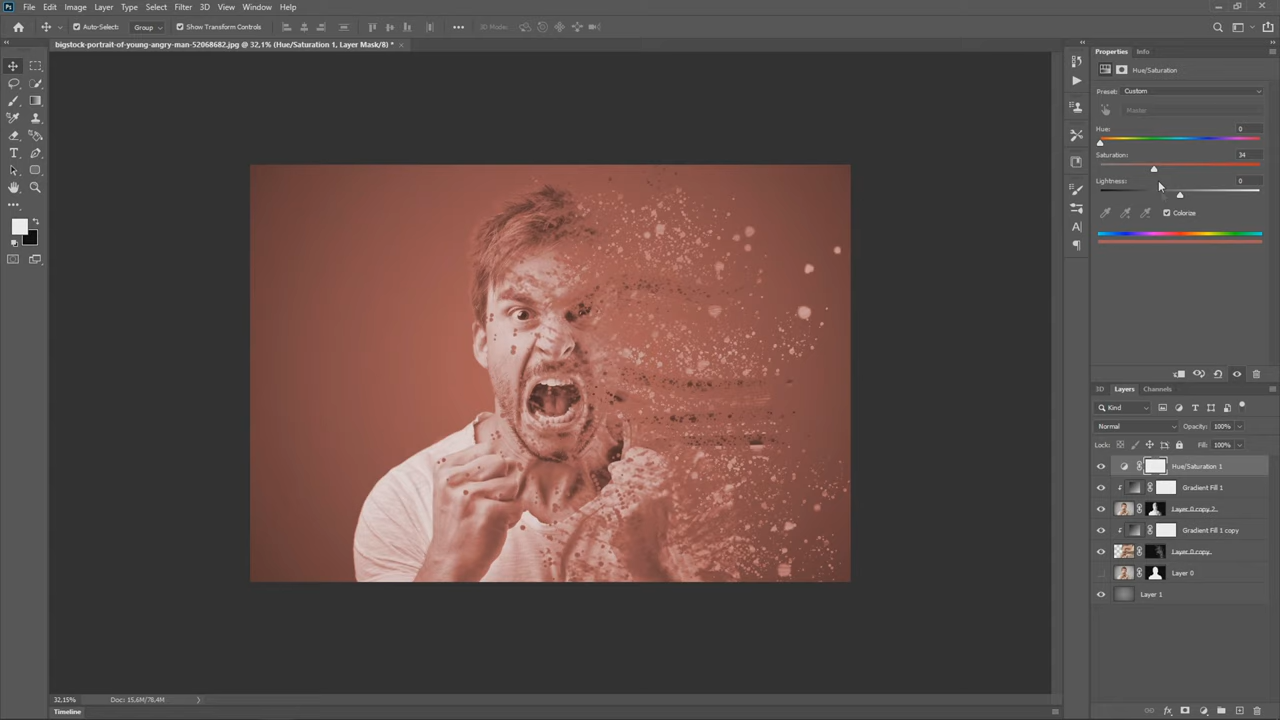 Ps File Edit Image Layer Type Select Filter 3D View Window Help
Auto-Select: Group Show Transform Controls 3D Mode:
bigstock-portrait-of-young-angry-man-52068682.jpg @ 32,1% (Hue/Saturation 1, Layer Mask/8) *
Properties Info
Hue/Saturation
Preset: Custom
Master
Hue: 0
Saturation: 34
Lightness: 0
Colorize
3D Layers Channels
Kind
Normal Opacity: 100%
Lock: Fill: 100%
Hue/Saturation 1
Gradient Fill 1
Layer 0 copy 2
Gradient Fill 1 copy
Layer 0 copy
Layer 0
Layer 1
32,15% Doc: 15,6M/76,4M
Timeline